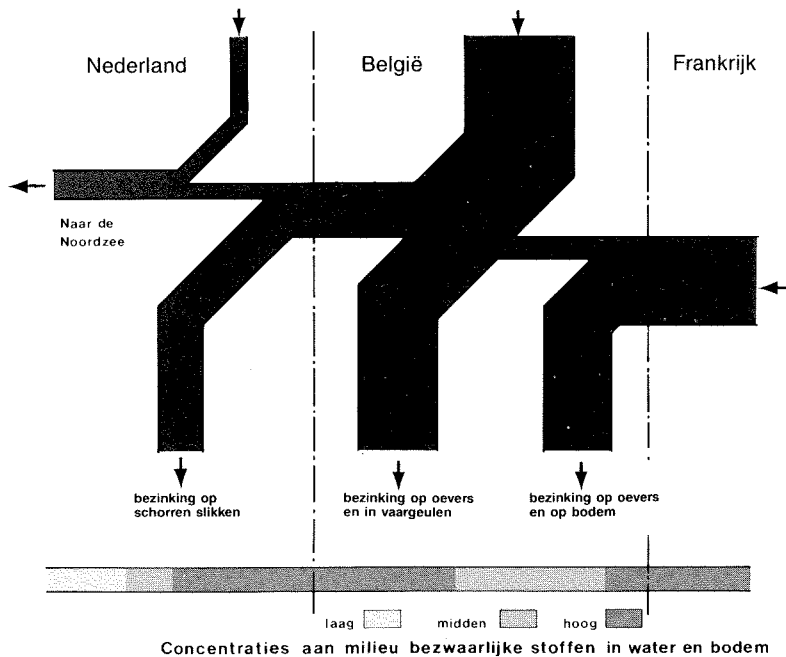 Nederland
België
Frankrijk
Naar de
Noordzee
bezinking op
schorren slikken
bezinking op oevers
en in vaargeulen
bezinking op oevers
en op bodem
laag
midden
hoog
Concentraties aan milieu bezwaarlijke stoffen in water en bodem